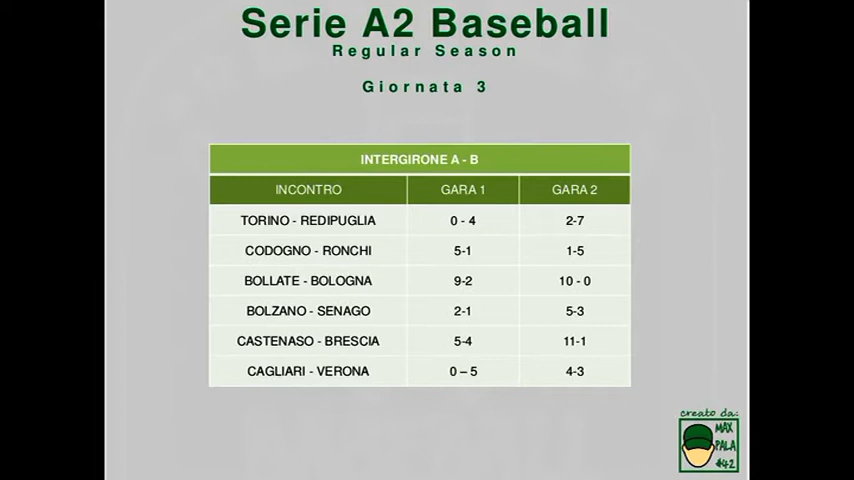 Serie A2 Baseball
Regular Season
Giornata 3
INTERGIRONE A - B
INCONTRO GARA 1 GARA 2
TORINO - REDIPUGLIA 0 - 4 2-7
CODOGNO - RONCHI 5-1 1-5
BOLLATE - BOLOGNA 9-2 10 - 0
BOLZANO - SENAGO 2-1 5-3
CASTENASO - BRESCIA 5-4 11-1
CAGLIARI - VERONA 0 – 5 4-3
creato da:
MAX
PALA
#42